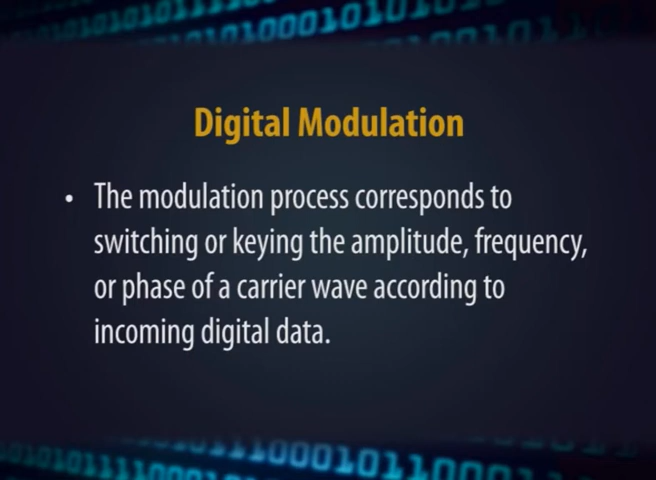 Digital Modulation
• The modulation process corresponds to
switching or keying the amplitude, frequency,
or phase of a carrier wave according to
incoming digital data.